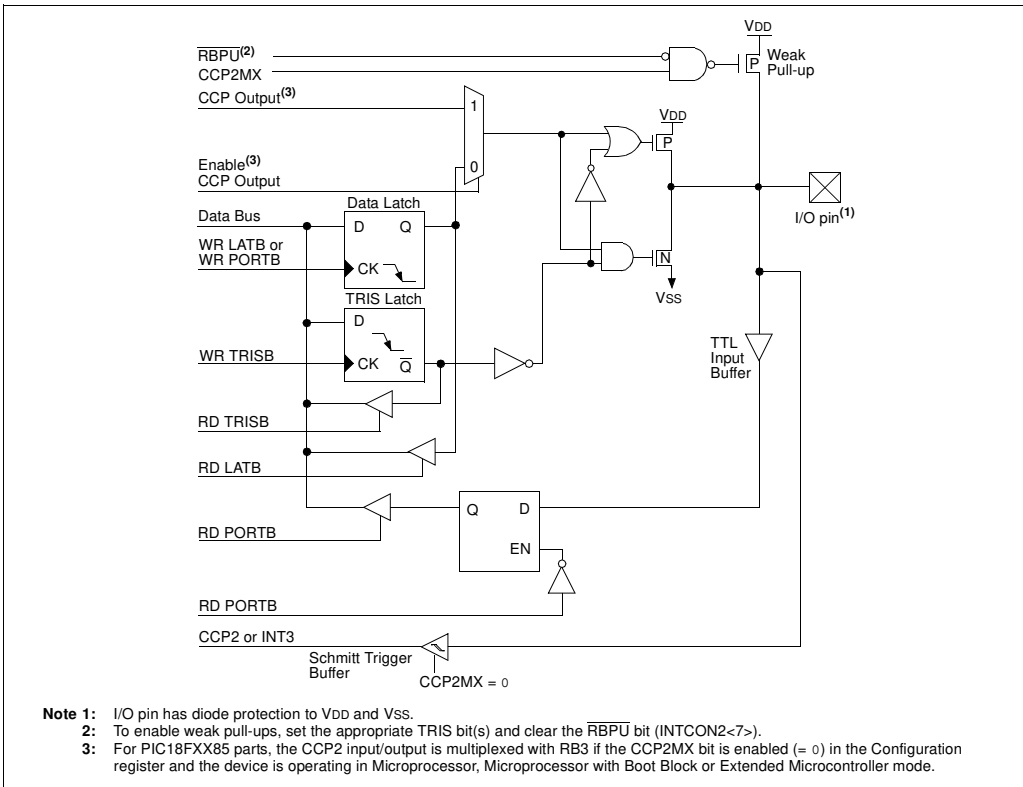 VDD
RBPU(2)
CCP2MX
P
Weak
Pull-up
CCP Output(3)
1
VDD
P
0
Enable(3)
CCP Output
I/O pin(1)
Data Bus
Data Latch
D Q
WR LATB or
WR PORTB
CK
N
VSS
TRIS Latch
D
WR TRISB
CK Q
TTL
Input
Buffer
RD TRISB
RD LATB
Q D
RD PORTB
EN
RD PORTB
CCP2 or INT3
Schmitt Trigger
Buffer
CCP2MX = 0
Note 1: I/O pin has diode protection to VDD and VSS.
2: To enable weak pull-ups, set the appropriate TRIS bit(s) and clear the RBPU bit (INTCON2<7>).
3: For PIC18FXX85 parts, the CCP2 input/output is multiplexed with RB3 if the CCP2MX bit is enabled (= 0) in the Configuration
register and the device is operating in Microprocessor, Microprocessor with Boot Block or Extended Microcontroller mode.